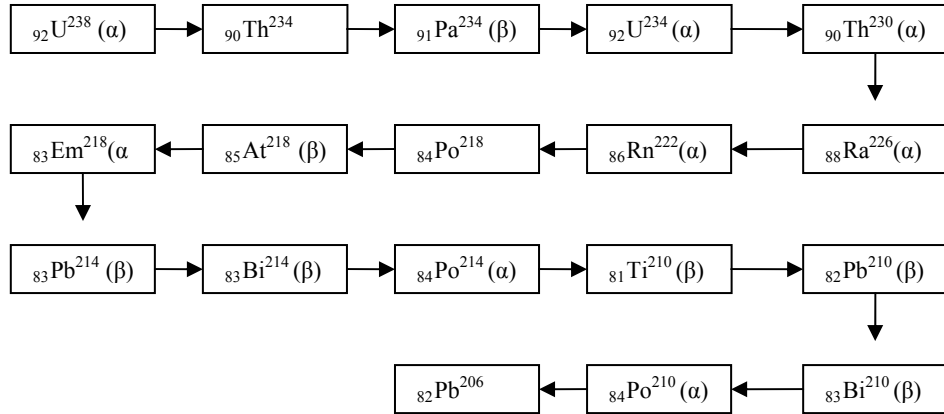 ₉₂U²³⁸ (α) ₉₀Th²³⁴ ₉₁Pa²³⁴ (β) ₉₂U²³⁴ (α) ₉₀Th²³⁰ (α)
₈₃Em²¹⁸(α ₈₅At²¹⁸ (β) ₈₄Po²¹⁸ ₈₆Rn²²²(α) ₈₈Ra²²⁶(α)
₈₃Pb²¹⁴ (β) ₈₃Bi²¹⁴ (β) ₈₄Po²¹⁴ (α) ₈₁Ti²¹⁰ (β) ₈₂Pb²¹⁰ (β)
₈₂Pb²⁰⁶ ₈₄Po²¹⁰ (α) ₈₃Bi²¹⁰ (β)